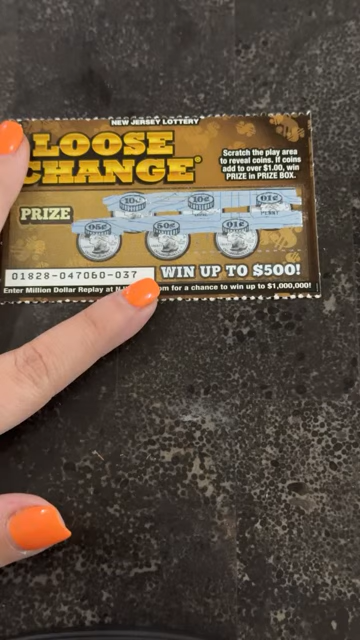 NEW JERSEY LOTTERY
LOOSE
CHANGE®
Scratch the play area
to reveal coins. If coins
add to over $1.00, win
PRIZE in PRIZE BOX.
PRIZE
10¢ 10¢ 01¢
05¢ 50¢ 01¢
01828-047060-037
WIN UP TO $500!
Enter Million Dollar Replay at for a chance to win up to $1,000,000!